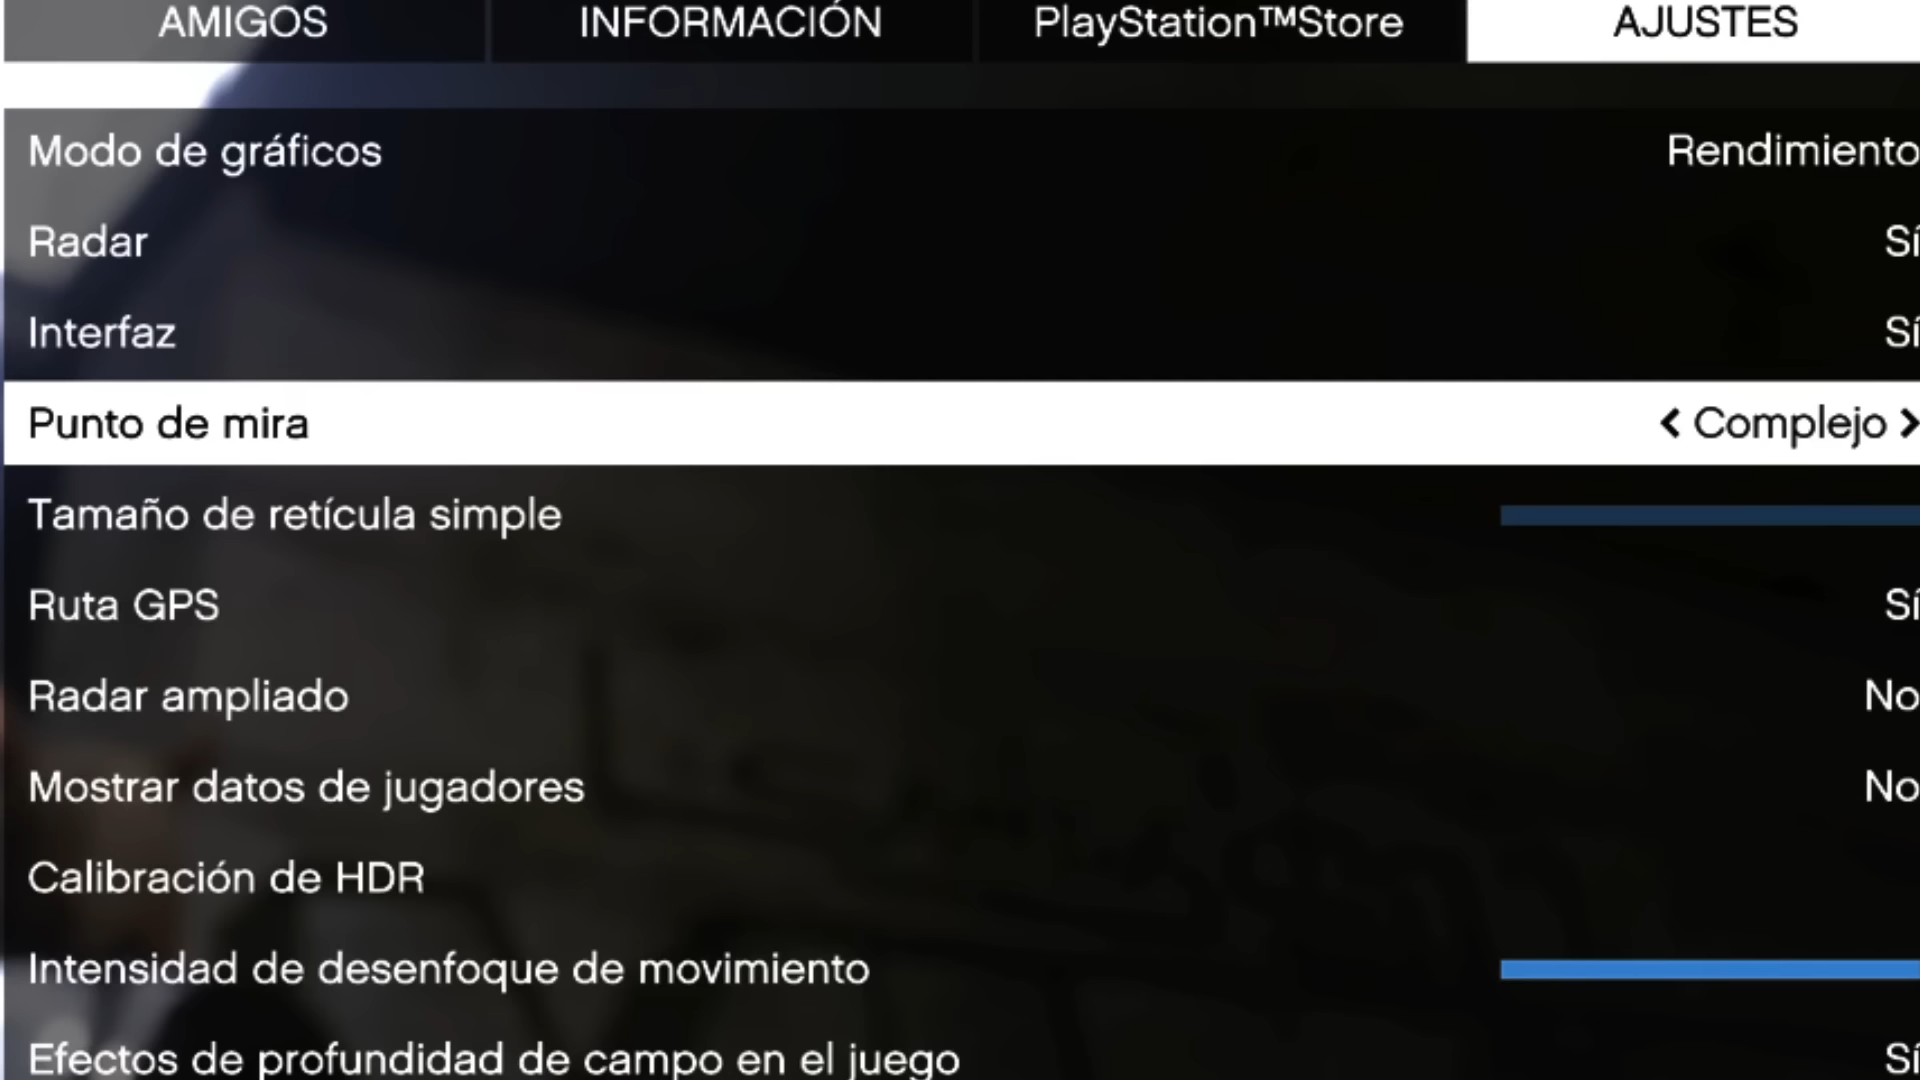 AMIGOS INFORMACIÓN PlayStation™Store AJUSTES
Modo de gráficos Rendimiento
Radar Sí
Interfaz Sí
Punto de mira < Complejo >
Tamaño de retícula simple
Ruta GPS Sí
Radar ampliado No
Mostrar datos de jugadores No
Calibración de HDR
Intensidad de desenfoque de movimiento
Efectos de profundidad de campo en el juego Sí